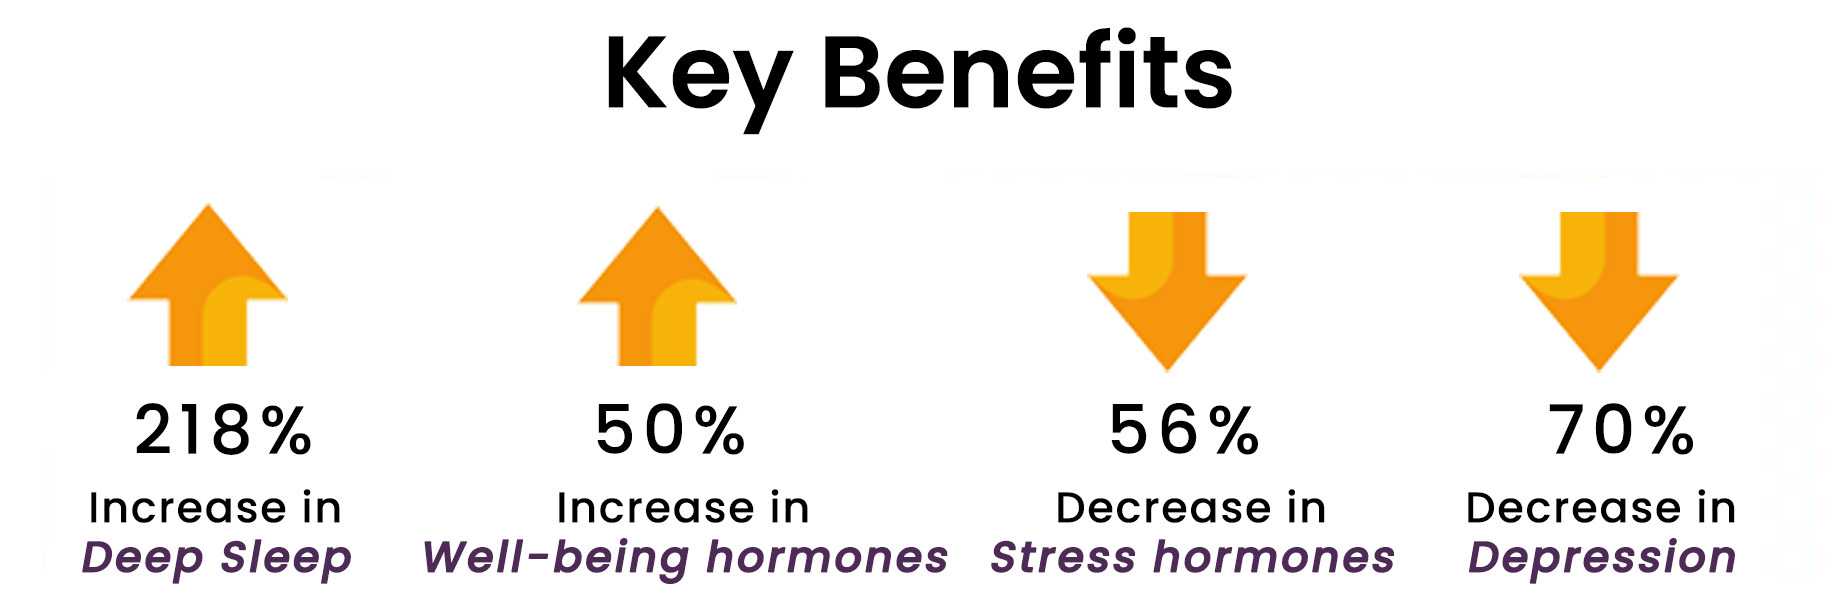 Key Benefits
218%
Increase in
Deep Sleep
50%
Increase in
Well-being hormones
56%
Decrease in
Stress hormones
70%
Decrease in
Depression